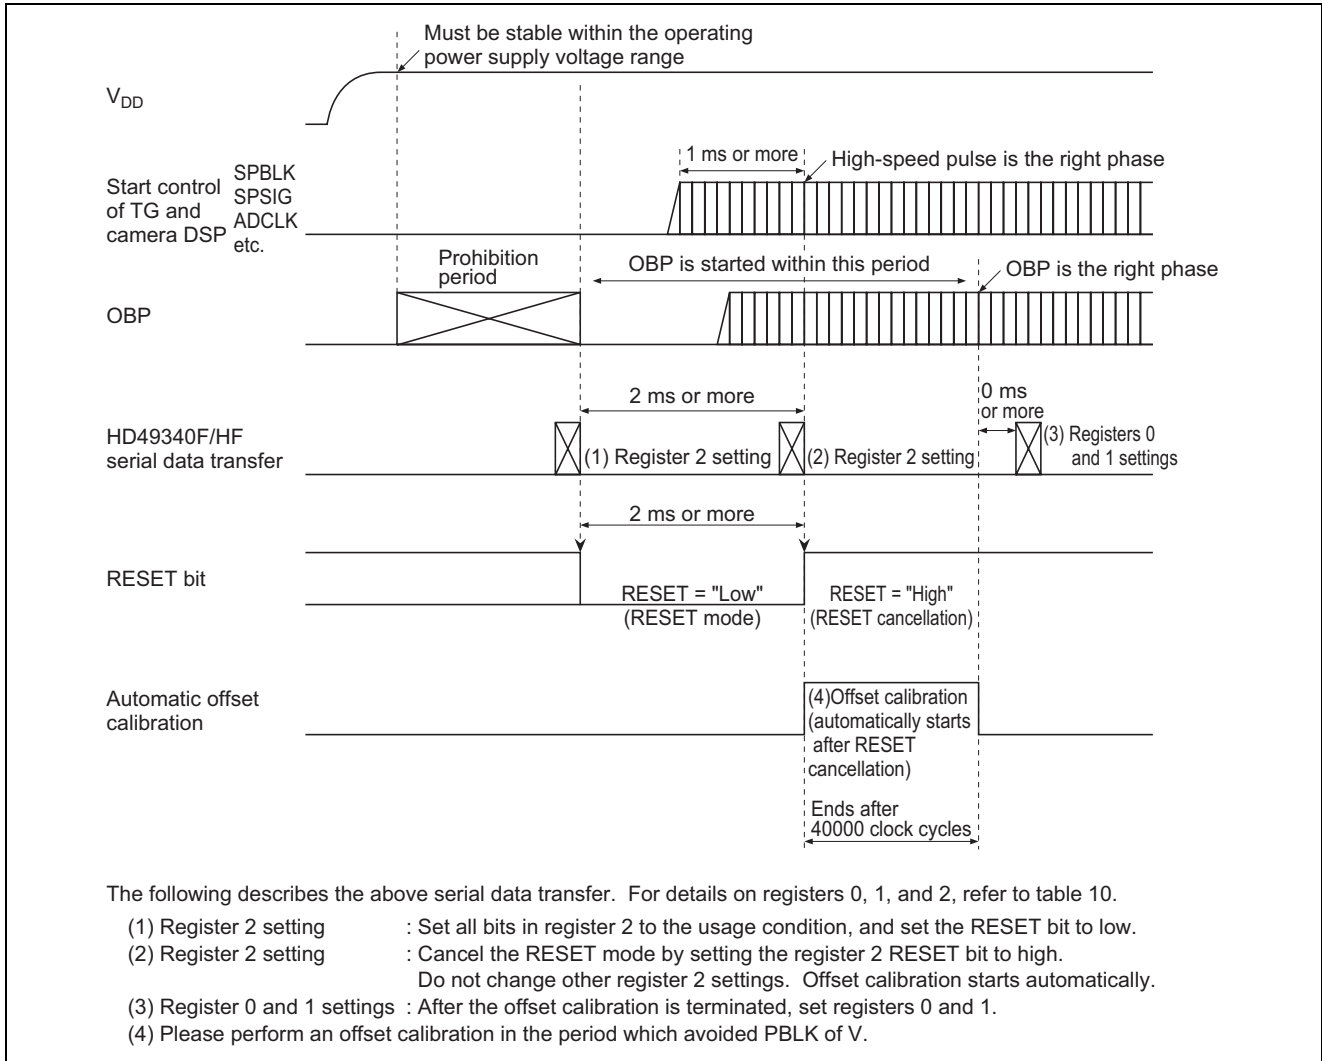 Must be stable within the operating
power supply voltage range
VDD
1 ms or more
High-speed pulse is the right phase
Start control
of TG and
camera DSP
SPBLK
SPSIG
ADCLK
etc.
Prohibition
period
OBP is started within this period
OBP is the right phase
OBP
2 ms or more
0 ms
or more
HD49340F/HF
serial data transfer
(1) Register 2 setting
(2) Register 2 setting
(3) Registers 0
and 1 settings
2 ms or more
RESET bit
RESET = "Low"
(RESET mode)
RESET = "High"
(RESET cancellation)
Automatic offset
calibration
(4)Offset calibration
(automatically starts
after RESET
cancellation)
Ends after
40000 clock cycles
The following describes the above serial data transfer. For details on registers 0, 1, and 2, refer to table 10.
(1) Register 2 setting : Set all bits in register 2 to the usage condition, and set the RESET bit to low.
(2) Register 2 setting : Cancel the RESET mode by setting the register 2 RESET bit to high.
Do not change other register 2 settings. Offset calibration starts automatically.
(3) Register 0 and 1 settings : After the offset calibration is terminated, set registers 0 and 1.
(4) Please perform an offset calibration in the period which avoided PBLK of V.